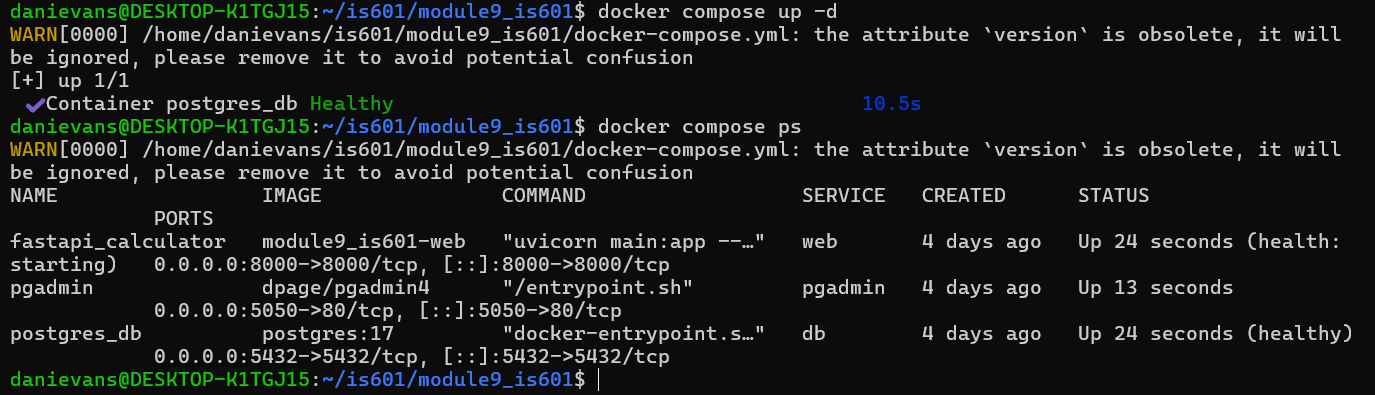 danievans@DESKTOP-K1TGJ15:~/is601/module9_is601$ docker compose up -d
WARN[0000] /home/danievans/is601/module9_is601/docker-compose.yml: the attribute `version` is obsolete, it will
be ignored, please remove it to avoid potential confusion
[+] up 1/1
✔Container postgres_db Healthy 10.5s
danievans@DESKTOP-K1TGJ15:~/is601/module9_is601$ docker compose ps
WARN[0000] /home/danievans/is601/module9_is601/docker-compose.yml: the attribute `version` is obsolete, it will
be ignored, please remove it to avoid potential confusion
NAME IMAGE COMMAND SERVICE CREATED STATUS
PORTS
fastapi_calculator module9_is601-web "uvicorn main:app --…" web 4 days ago Up 24 seconds (health:
starting) 0.0.0.0:8000->8000/tcp, [::]:8000->8000/tcp
pgadmin dpage/pgadmin4 "/entrypoint.sh" pgadmin 4 days ago Up 13 seconds
0.0.0.0:5050->80/tcp, [::]:5050->80/tcp
postgres_db postgres:17 "docker-entrypoint.s…" db 4 days ago Up 24 seconds (healthy)
0.0.0.0:5432->5432/tcp, [::]:5432->5432/tcp
danievans@DESKTOP-K1TGJ15:~/is601/module9_is601$